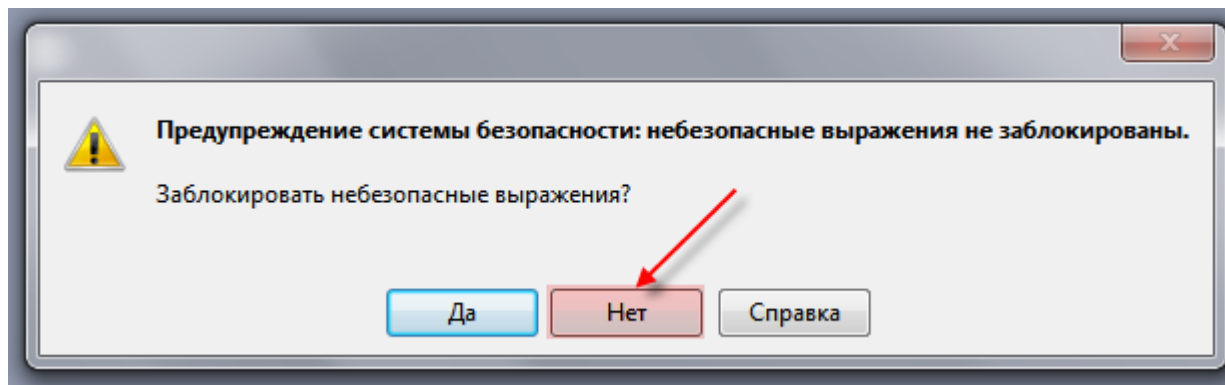 Предупреждение системы безопасности: небезопасные выражения не заблокированы.
Заблокировать небезопасные выражения?
Да Нет Справка